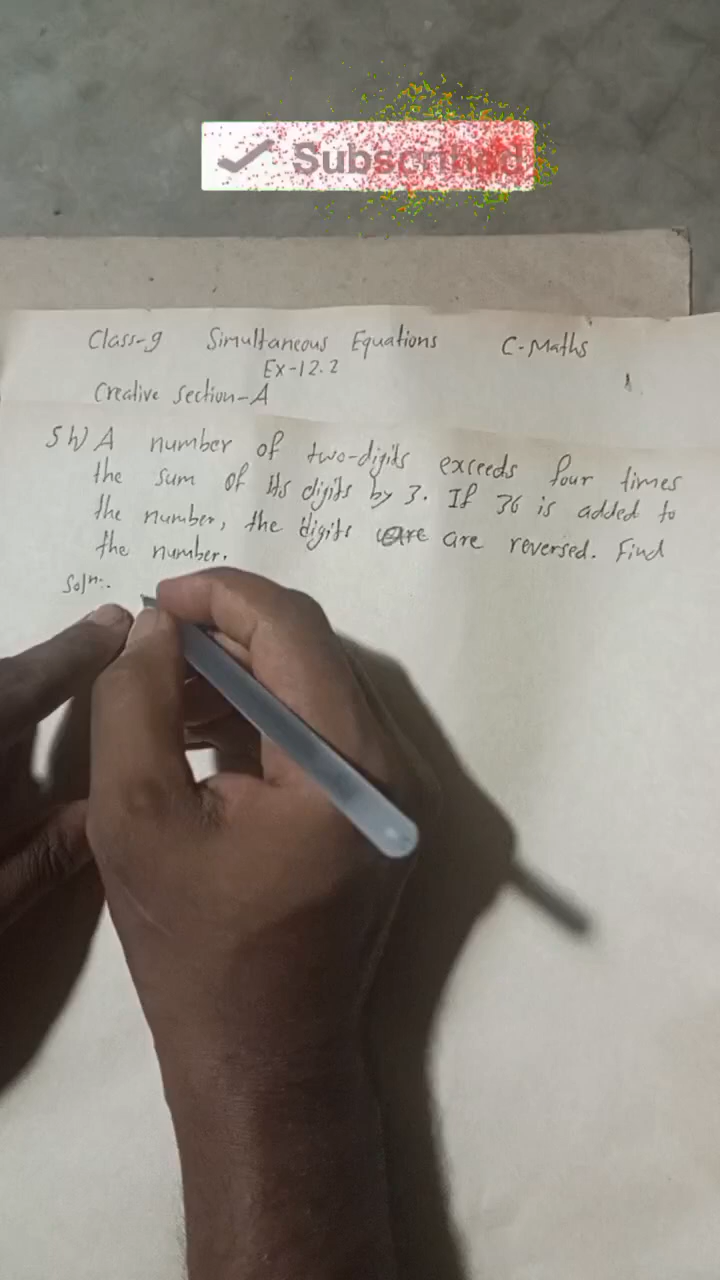 Subscribed
Class-9 Simultaneous Equations C-Maths
Ex-12.2
Creative section-A
5 W A number of two-digits exceeds four times
the sum of its digits by 3. If 36 is added to
the number, the digits are are reversed. Find
the number.
Soln:.